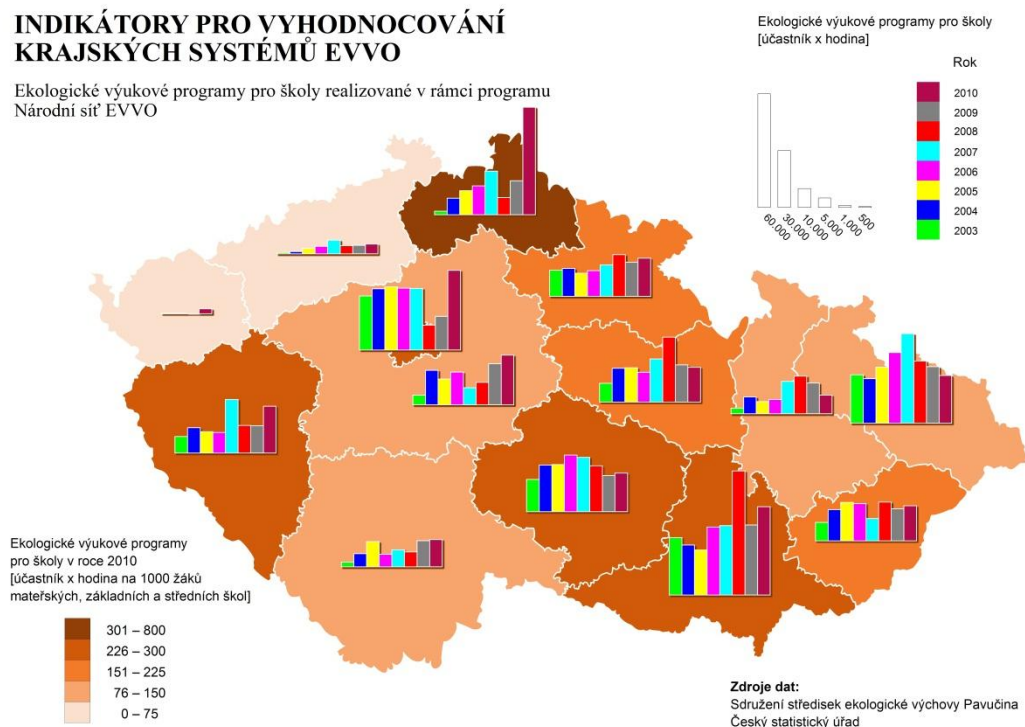 INDIKÁTORY PRO VYHODNOCOVÁNÍ
KRAJSKÝCH SYSTÉMŮ EVVO
Ekologické výukové programy pro školy realizované v rámci programu
Národní síť EVVO
Ekologické výukové programy pro školy
[účastník x hodina]
Rok
2010
2009
2008
2007
2006
2005
2004
2003
60.000
30.000
10.000
5.000
1.000
500
Ekologické výukové programy
pro školy v roce 2010
[účastník x hodina na 1000 žáků
mateřských, základních a středních škol]
301 – 800
226 – 300
151 – 225
76 – 150
0 – 75
Zdroje dat:
Sdružení středisek ekologické výchovy Pavučina
Český statistický úřad